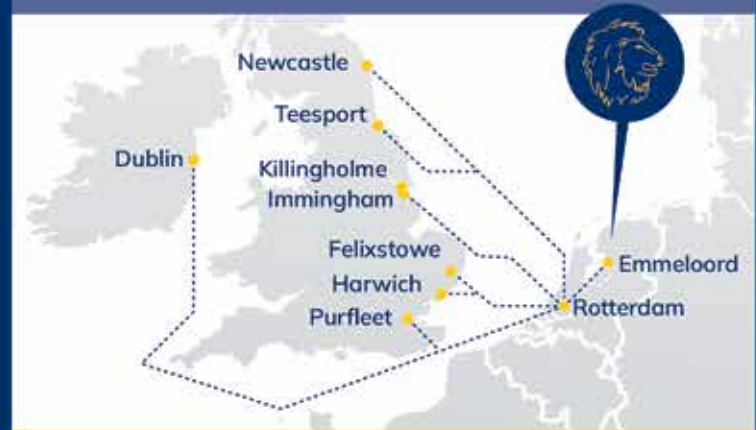 Newcastle
Teesport
Dublin
Killingholme
Immingham
Felixstowe
Emmeloord
Harwich
Rotterdam
Purfleet